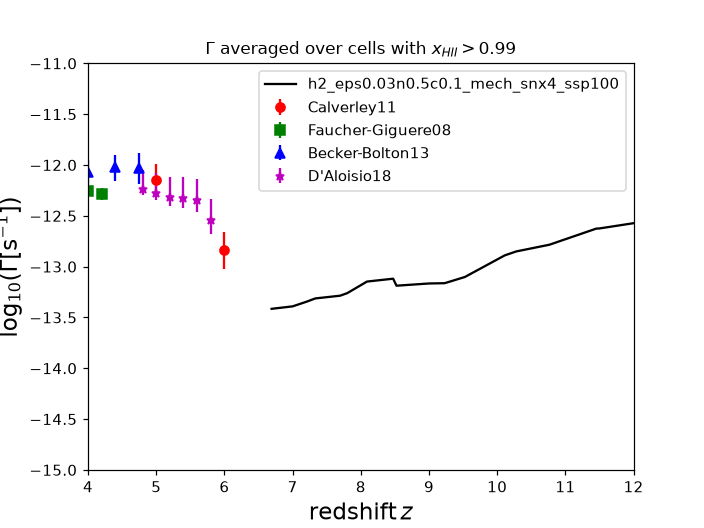 Γ averaged over cells with x_{HII} > 0.99
h2_eps0.03n0.5c0.1_mech_snx4_ssp100
Calverley11
Faucher-Giguere08
Becker-Bolton13
D'Aloisio18
log₁₀(Γ[s⁻¹])
−11.0
−11.5
−12.0
−12.5
−13.0
−13.5
−14.0
−14.5
−15.0
4 5 6 7 8 9 10 11 12
redshift z